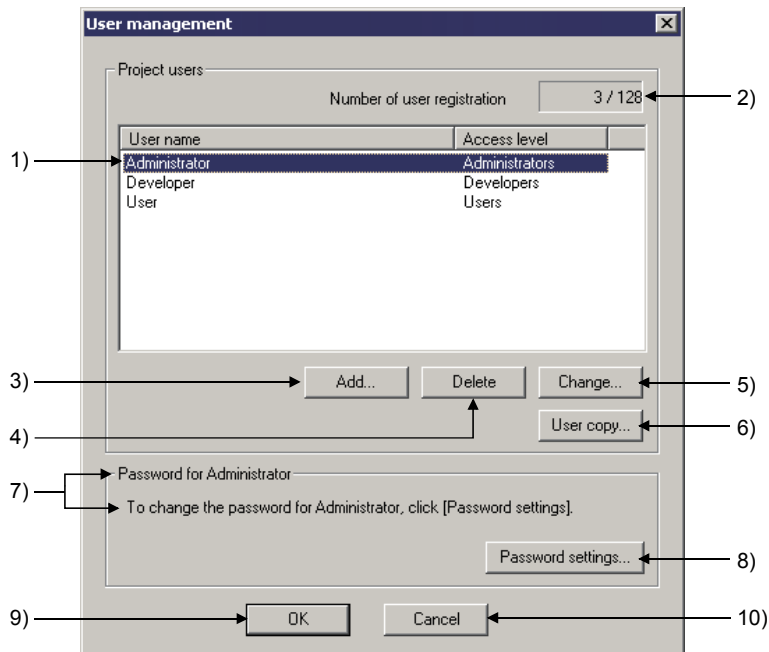 User management
Project users
Number of user registration 3 / 128 2)
User name Access level
1) Administrator Administrators
Developer Developers
User Users
3) Add... Delete Change... 5)
4) User copy... 6)
7) Password for Administrator
To change the password for Administrator, click [Password settings].
Password settings... 8)
9) OK Cancel 10)